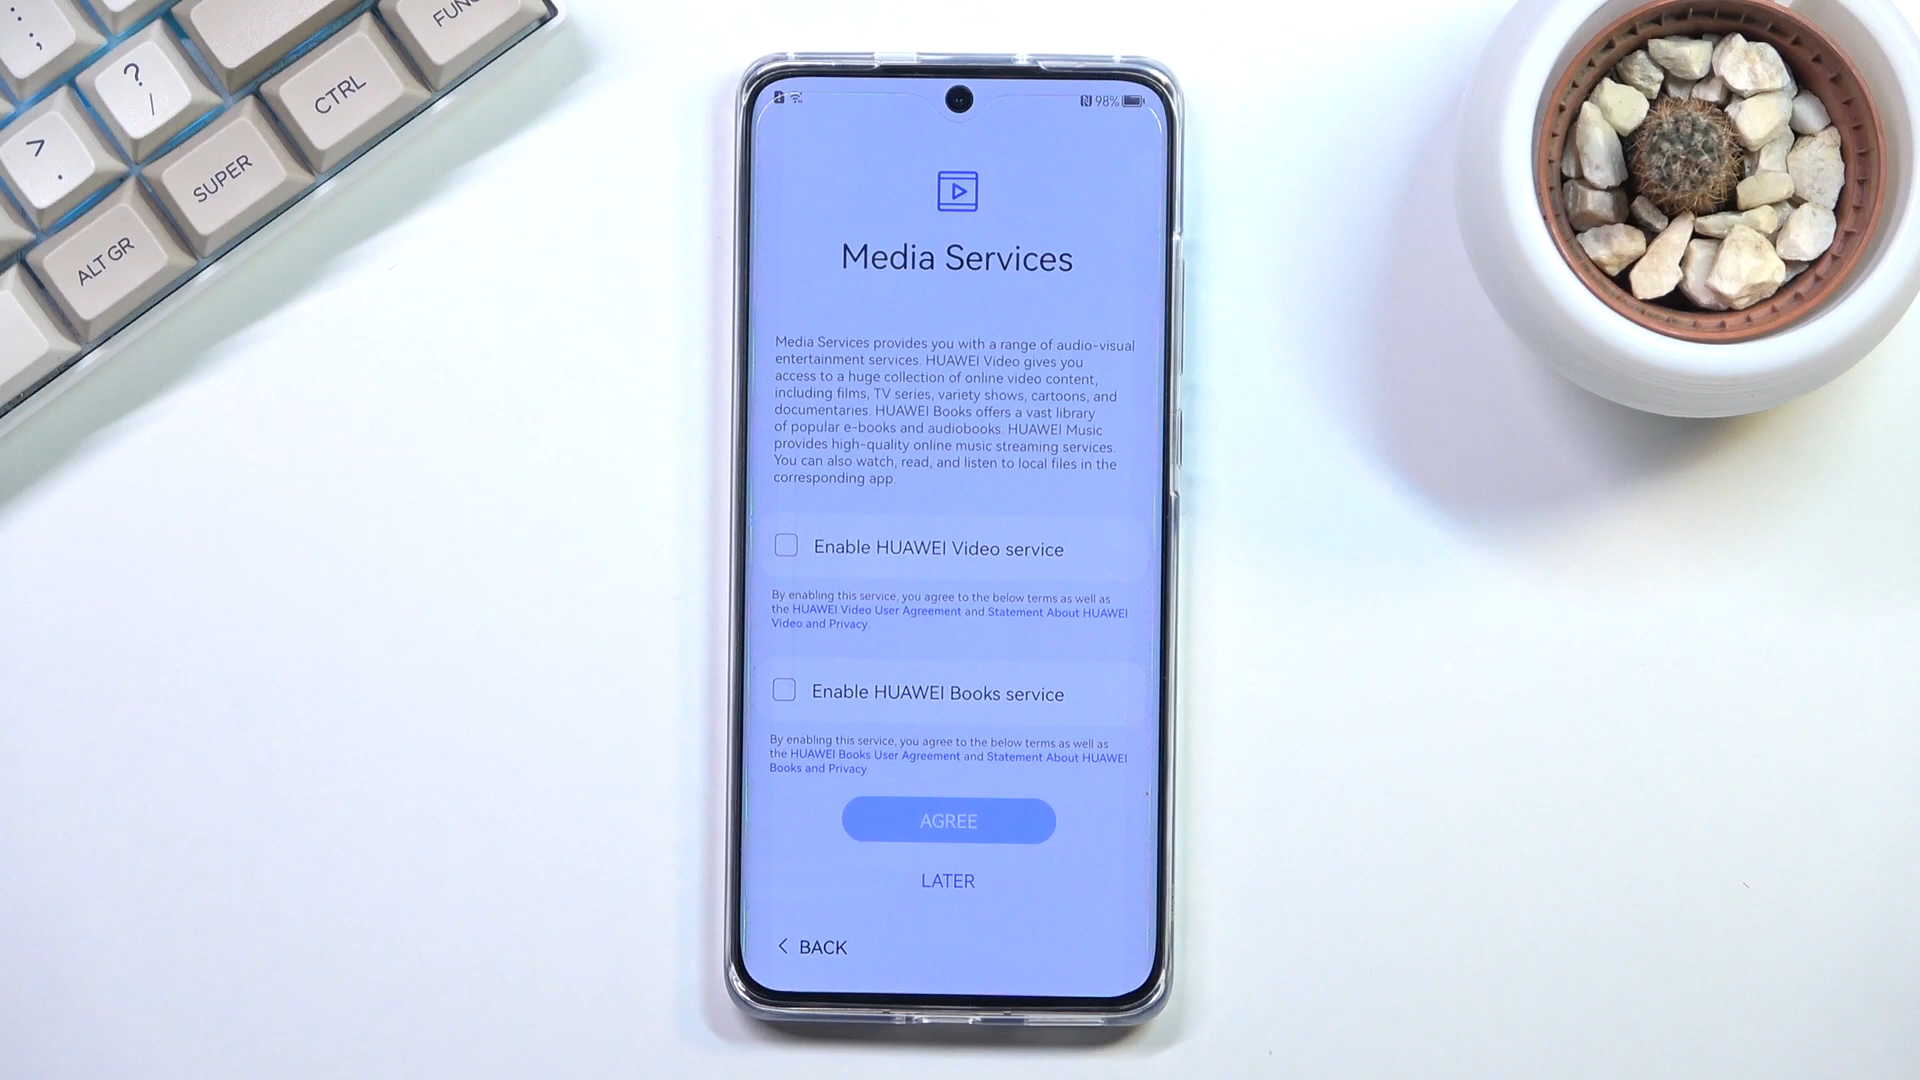 ;
?
/
>
.
FUNC
CTRL
SUPER
ALT GR
98%
Media Services
Media Services provides you with a range of audio-visual
entertainment services. HUAWEI Video gives you
access to a huge collection of online video content,
including films, TV series, variety shows, cartoons, and
documentaries. HUAWEI Books offers a vast library
of popular e-books and audiobooks. HUAWEI Music
provides high-quality online music streaming services.
You can also watch, read, and listen to local files in the
corresponding app.
Enable HUAWEI Video service
By enabling this service, you agree to the below terms as well as
the HUAWEI Video User Agreement and Statement About HUAWEI
Video and Privacy.
Enable HUAWEI Books service
By enabling this service, you agree to the below terms as well as
the HUAWEI Books User Agreement and Statement About HUAWEI
Books and Privacy.
AGREE
LATER
< BACK